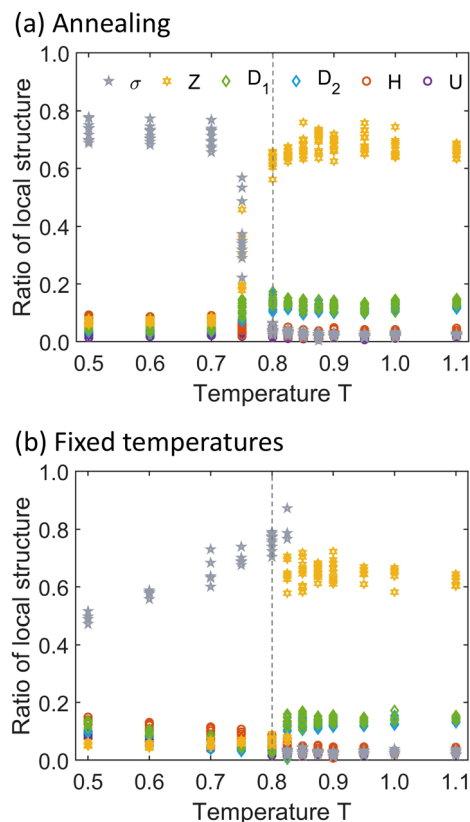 (a) Annealing
1.0
σ Z D1 D2 H U
0.8
0.6
0.4
0.2
0.0
Ratio of local structure
0.5 0.6 0.7 0.8 0.9 1.0 1.1
Temperature T
(b) Fixed temperatures
1.0
0.8
0.6
0.4
0.2
0.0
Ratio of local structure
0.5 0.6 0.7 0.8 0.9 1.0 1.1
Temperature T